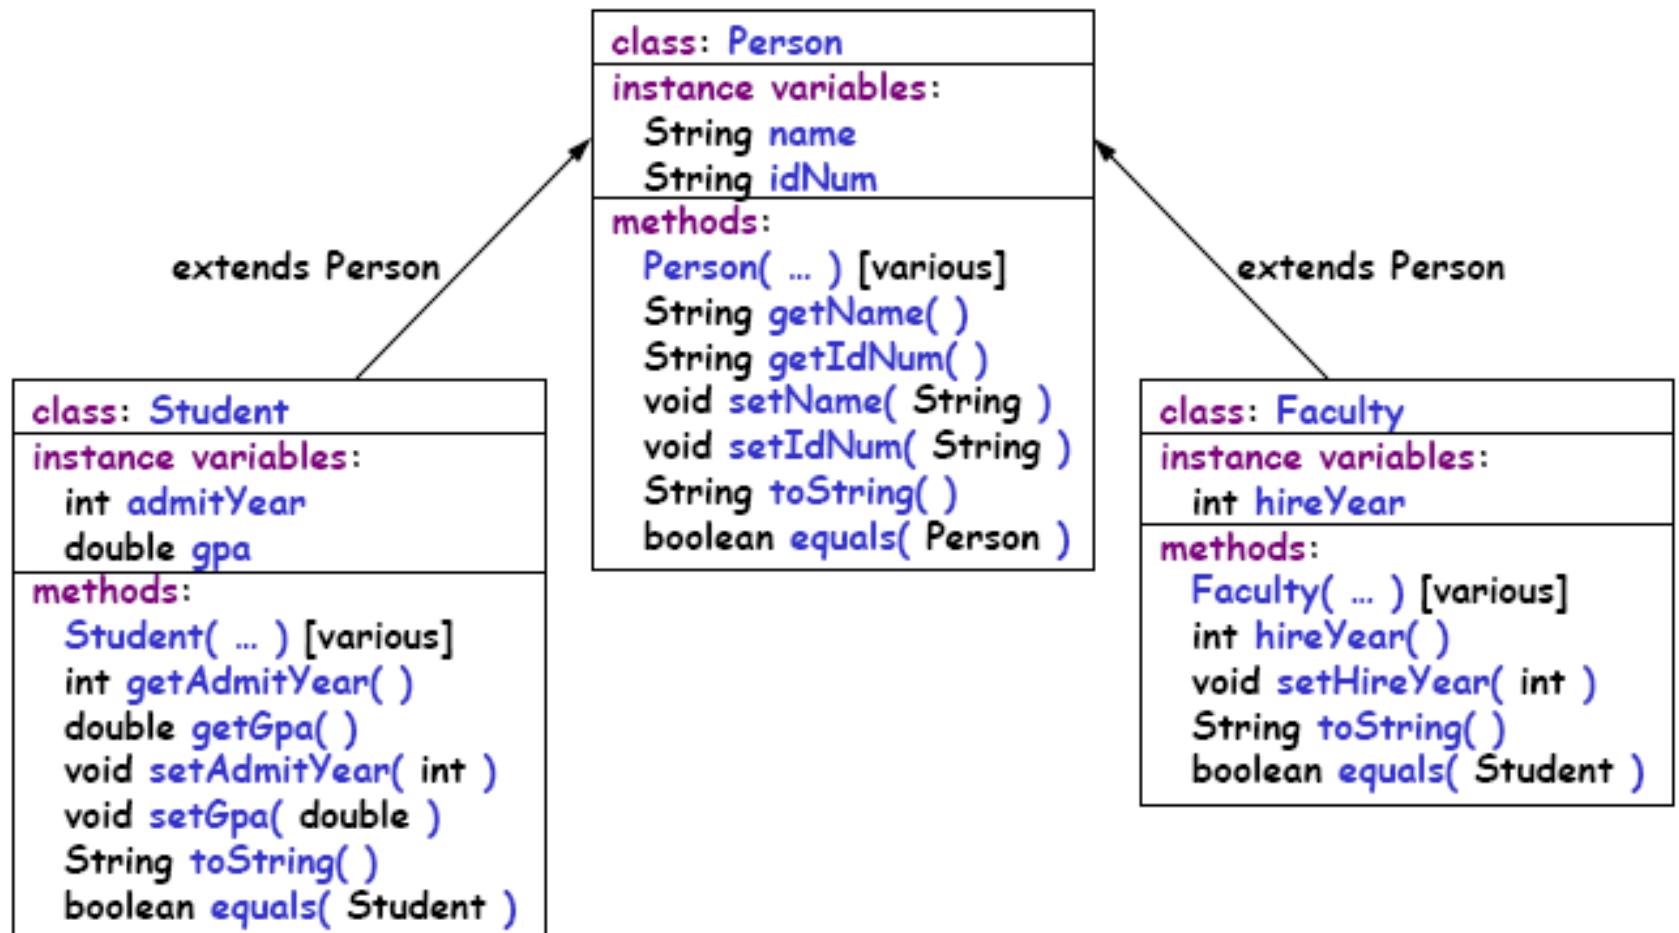 class: Person
instance variables:
String name
String idNum
methods:
Person( ... ) [various]
String getName( )
String getIdNum( )
void setName( String )
void setIdNum( String )
String toString( )
boolean equals( Person )
extends Person
extends Person
class: Student
instance variables:
int admitYear
double gpa
methods:
Student( ... ) [various]
int getAdmitYear( )
double getGpa( )
void setAdmitYear( int )
void setGpa( double )
String toString( )
boolean equals( Student )
class: Faculty
instance variables:
int hireYear
methods:
Faculty( ... ) [various]
int hireYear( )
void setHireYear( int )
String toString( )
boolean equals( Student )